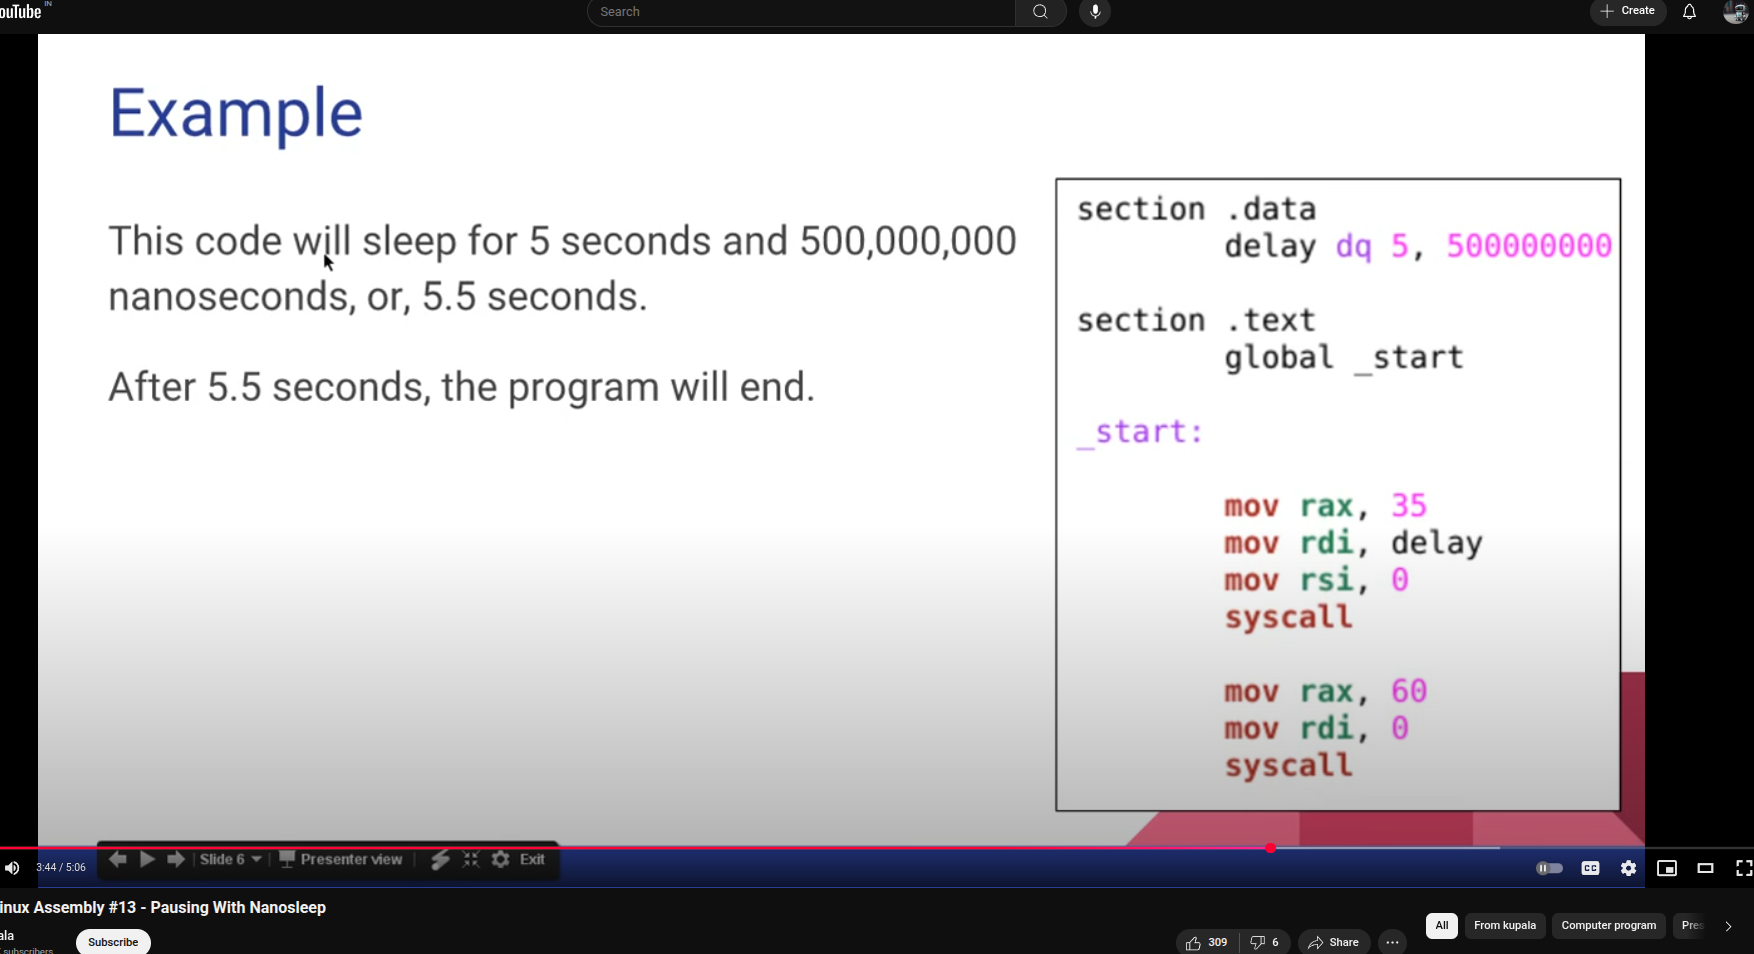 ouTube IN
Search
Create
Example
This code will sleep for 5 seconds and 500,000,000
nanoseconds, or, 5.5 seconds.
After 5.5 seconds, the program will end.
section .data
delay dq 5, 500000000
section .text
global _start
_start:
mov rax, 35
mov rdi, delay
mov rsi, 0
syscall
mov rax, 60
mov rdi, 0
syscall
Slide 6
Presenter view
Exit
3:44 / 5:06
CC
inux Assembly #13 - Pausing With Nanosleep
ala
subscribers
Subscribe
309
6
Share
All
From kupala
Computer program
Pres